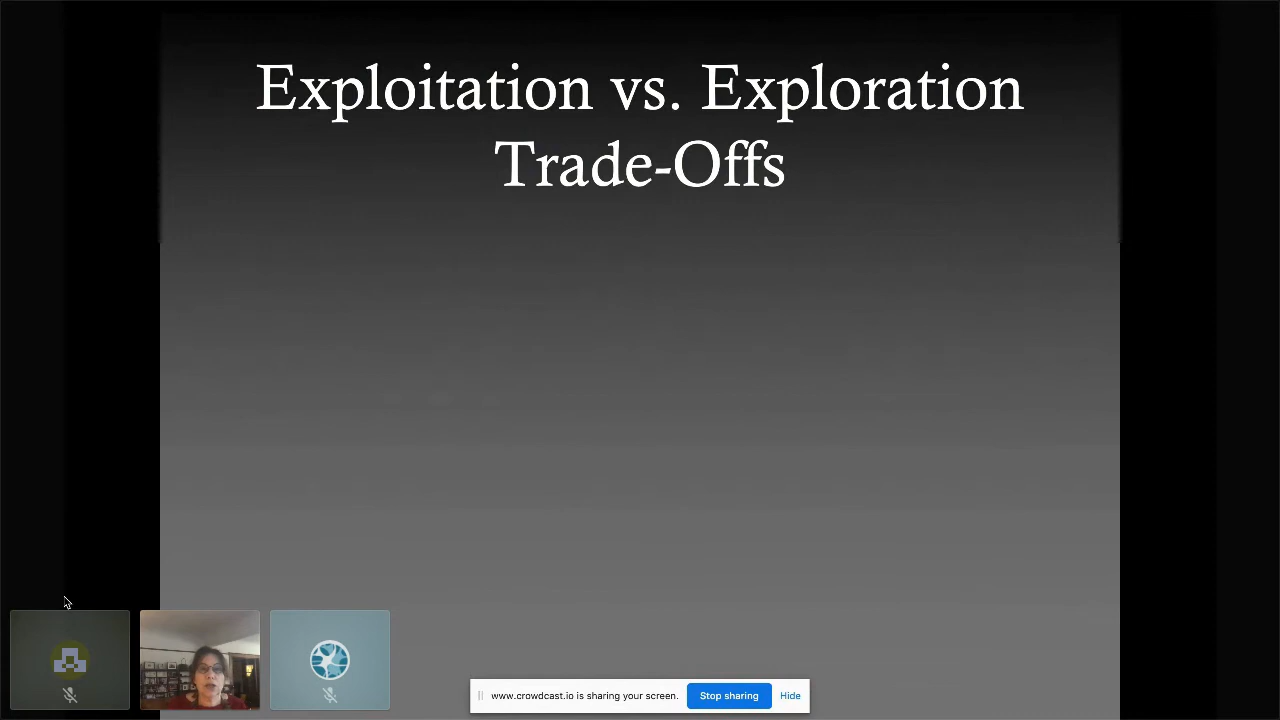 Exploitation vs. Exploration
Trade-Offs
www.crowdcast.io is sharing your screen. Stop sharing Hide